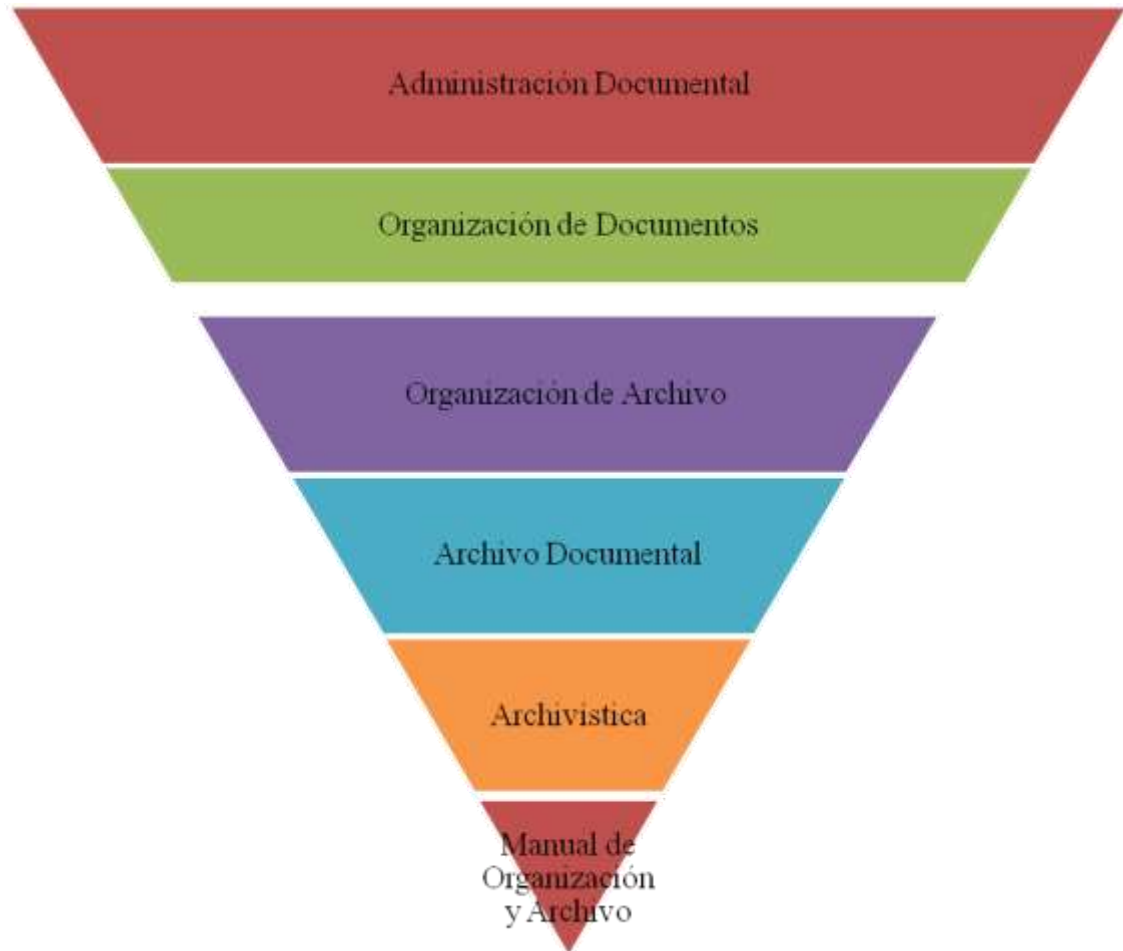 Administración Documental
Organización de Documentos
Organización de Archivo
Archivo Documental
Archivística
Manual de
Organización
y Archivo